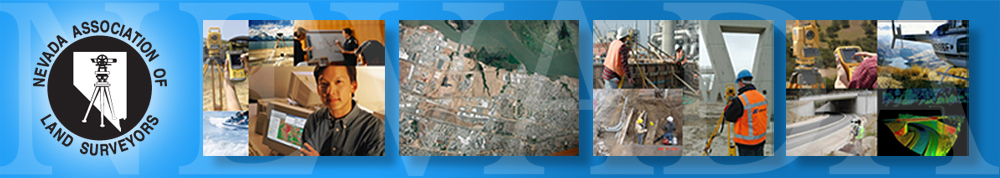 NEVADA
NEVADA ASSOCIATION OF
LAND SURVEYORS